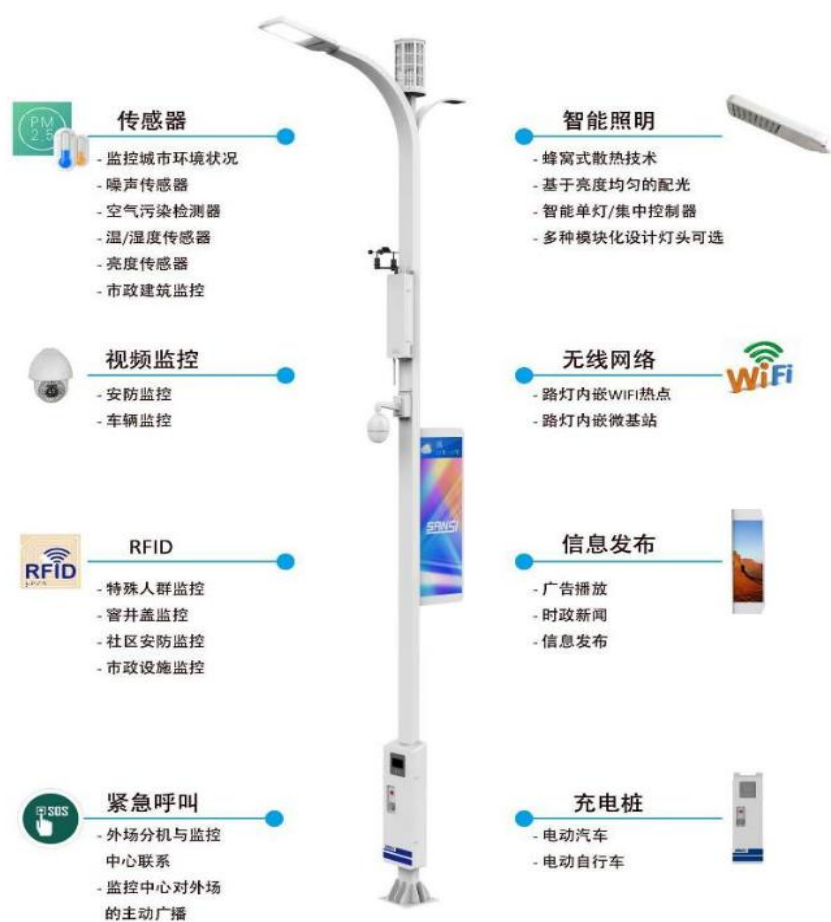 PM
2.5
传感器
- 监控城市环境状况
- 噪声传感器
- 空气污染检测器
- 温/湿度传感器
- 亮度传感器
- 市政建筑监控
智能照明
- 蜂窝式散热技术
- 基于亮度均匀的配光
- 智能单灯/集中控制器
- 多种模块化设计灯头可选
视频监控
- 安防监控
- 车辆监控
无线网络
- 路灯内嵌WIFI热点
- 路灯内嵌微基站
WiFi
SANSI
RFID
RFID
- 特殊人群监控
- 窨井盖监控
- 社区安防监控
- 市政设施监控
信息发布
- 广告播放
- 时政新闻
- 信息发布
SOS
紧急呼叫
- 外场分机与监控
中心联系
- 监控中心对外场
的主动广播
充电桩
- 电动汽车
- 电动自行车